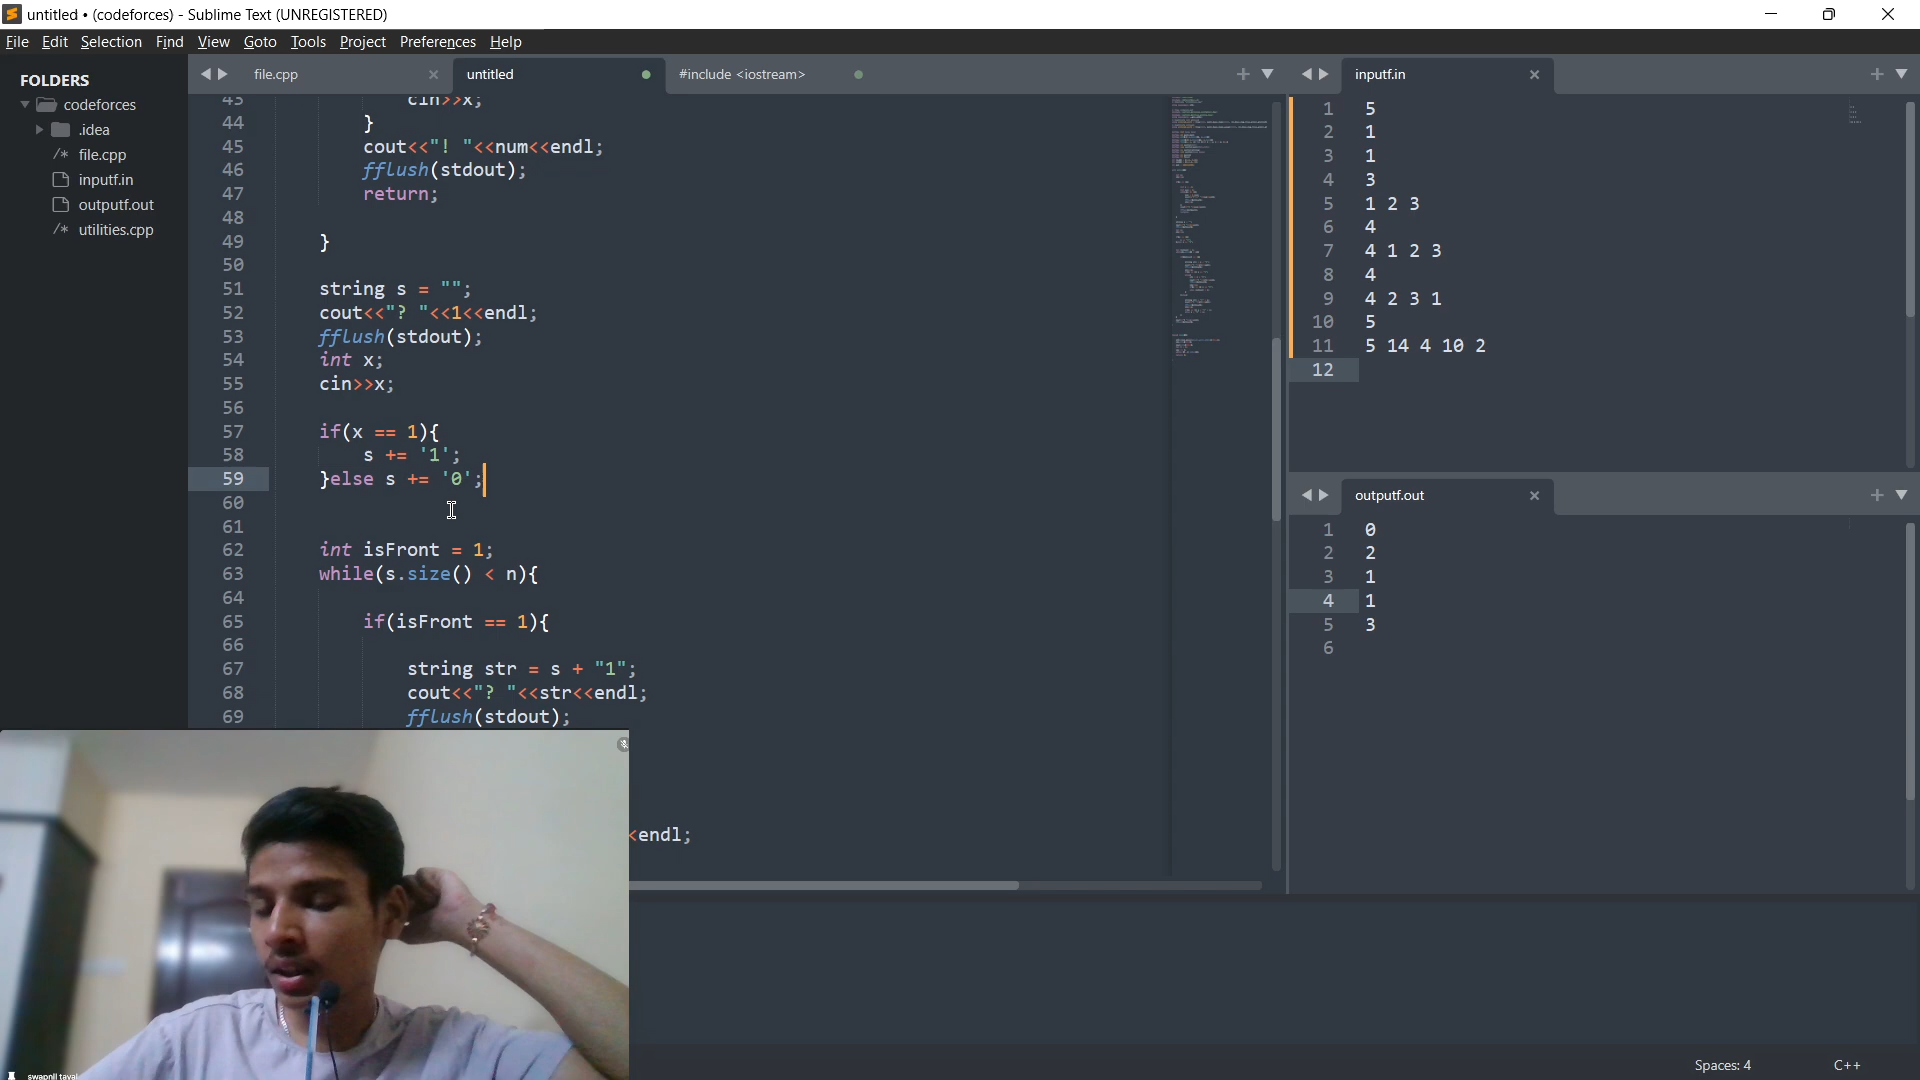 untitled • (codeforces) - Sublime Text (UNREGISTERED)
File Edit Selection Find View Goto Tools Project Preferences Help
FOLDERS
codeforces
.idea
/* file.cpp
inputf.in
outputf.out
/* utilities.cpp
file.cpp
untitled
#include <iostream>
43 cin>>x;
44 }
45 cout<<"! "<<num<<endl;
46 fflush(stdout);
47 return;
48
49 }
50
51 string s = "";
52 cout<<"? "<<1<<endl;
53 fflush(stdout);
54 int x;
55 cin>>x;
56
57 if(x == 1){
58 s += '1';
59 }else s += '0';
60
61
62 int isFront = 1;
63 while(s.size() < n){
64
65 if(isFront == 1){
66
67 string str = s + "1";
68 cout<<"? "<<str<<endl;
69 fflush(stdout);
<endl;
inputf.in
1 5
2 1
3 1
4 3
5 1 2 3
6 4
7 4 1 2 3
8 4
9 4 2 3 1
10 5
11 5 14 4 10 2
12
outputf.out
1 0
2 2
3 1
4 1
5 3
6
swapnil tayal
Spaces: 4
C++